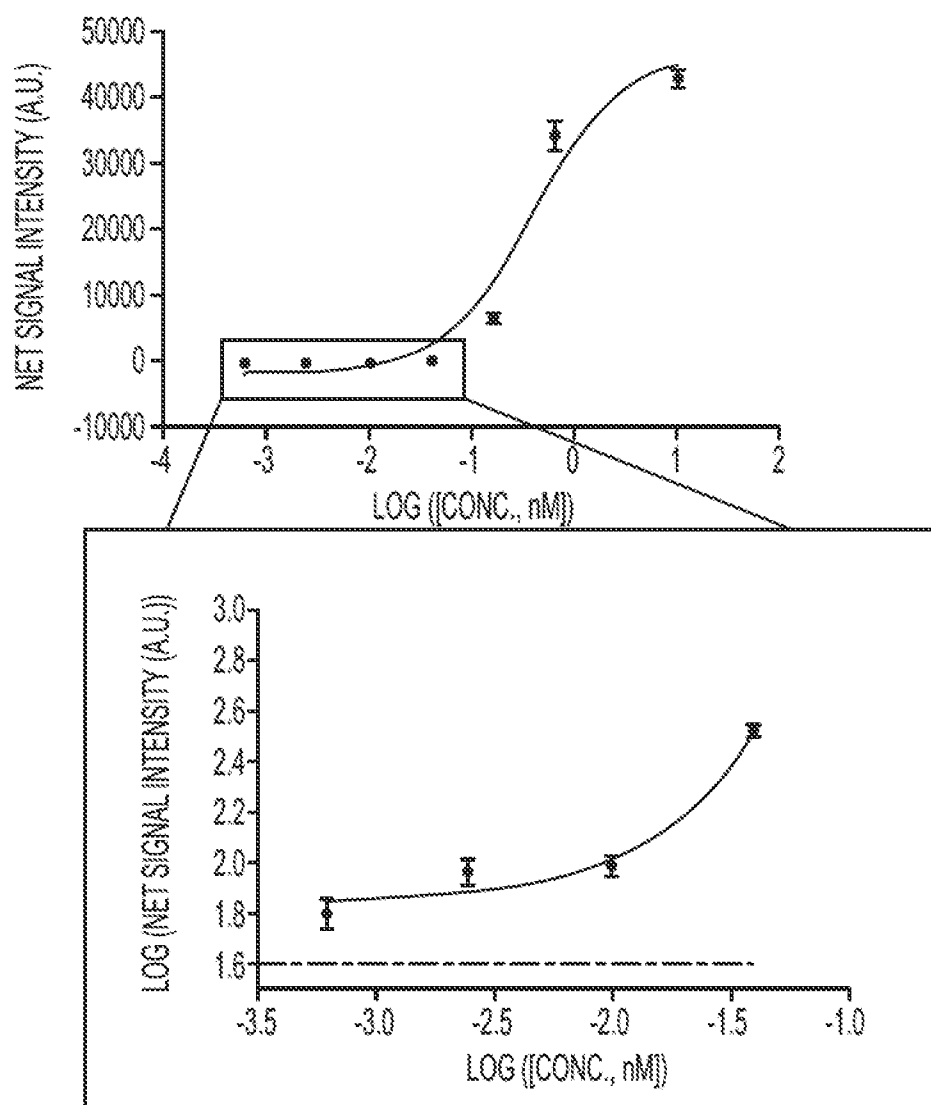 NET SIGNAL INTENSITY (A.U.)
50000
40000
30000
20000
10000
0
-10000
-4 -3 -2 -1 0 1 2
LOG ([CONC., nM])
LOG (NET SIGNAL INTENSITY (A.U.))
3.0
2.8
2.6
2.4
2.2
2.0
1.8
1.6
-3.5 -3.0 -2.5 -2.0 -1.5 -1.0
LOG ([CONC., nM])